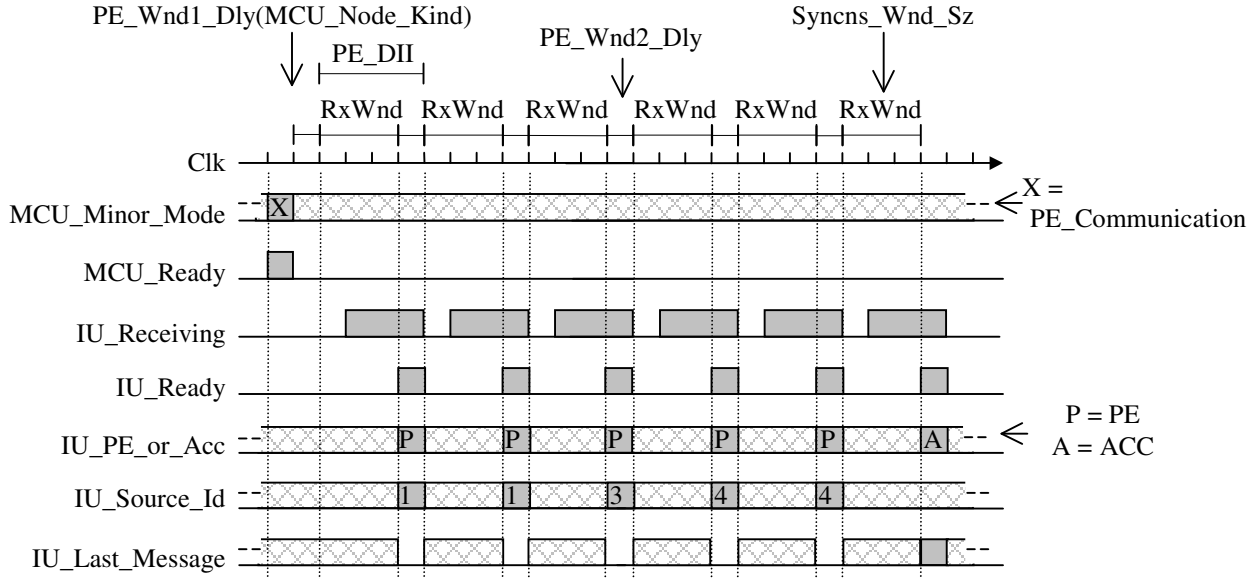 PE_Wnd1_Dly(MCU_Node_Kind)
Syncns_Wnd_Sz
PE_Wnd2_Dly
PE_DII
RxWnd RxWnd RxWnd RxWnd RxWnd RxWnd
Clk
MCU_Minor_Mode X
X =
PE_Communication
MCU_Ready
IU_Receiving
IU_Ready
IU_PE_or_Acc P P P P P A
P = PE
A = ACC
IU_Source_Id 1 1 3 4 4
IU_Last_Message